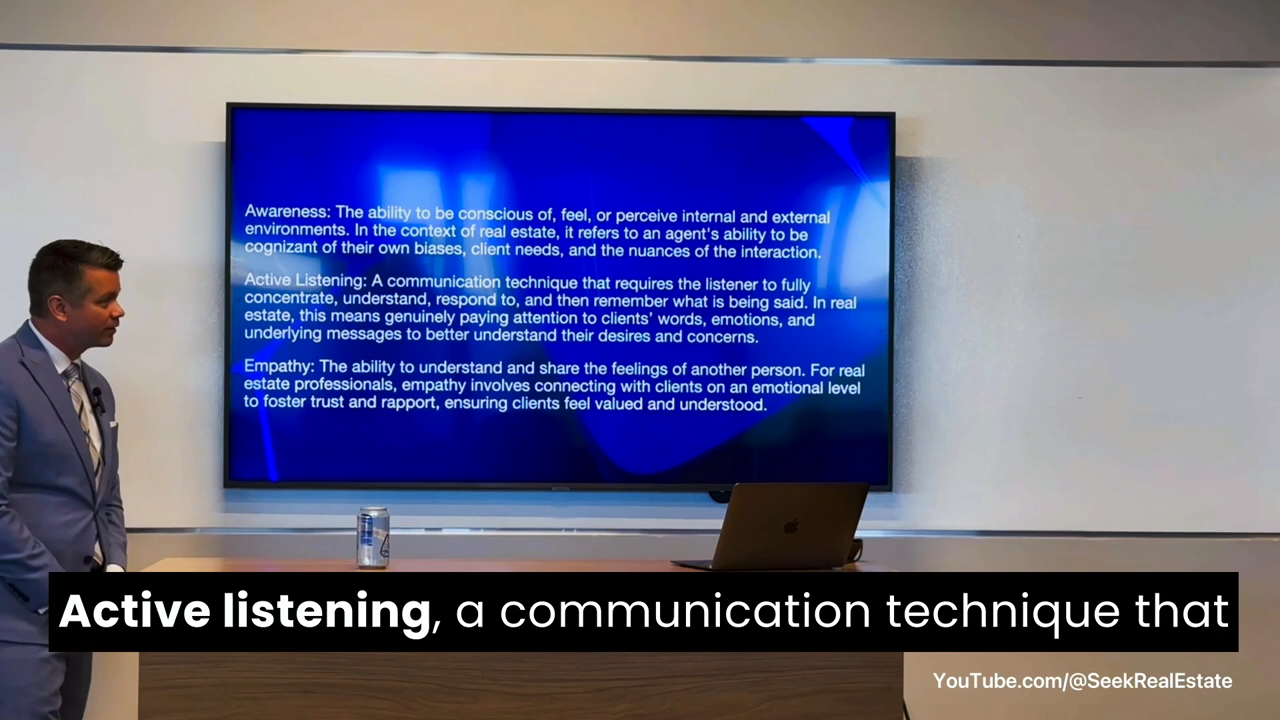 Awareness: The ability to be conscious of, feel, or perceive internal and external
environments. In the context of real estate, it refers to an agent's ability to be
cognizant of their own biases, client needs, and the nuances of the interaction.
Active Listening: A communication technique that requires the listener to fully
concentrate, understand, respond to, and then remember what is being said. In real
estate, this means genuinely paying attention to clients’ words, emotions, and
underlying messages to better understand their desires and concerns.
Empathy: The ability to understand and share the feelings of another person. For real
estate professionals, empathy involves connecting with clients on an emotional level
to foster trust and rapport, ensuring clients feel valued and understood.
Active listening, a communication technique that
YouTube.com/@SeekRealEstate